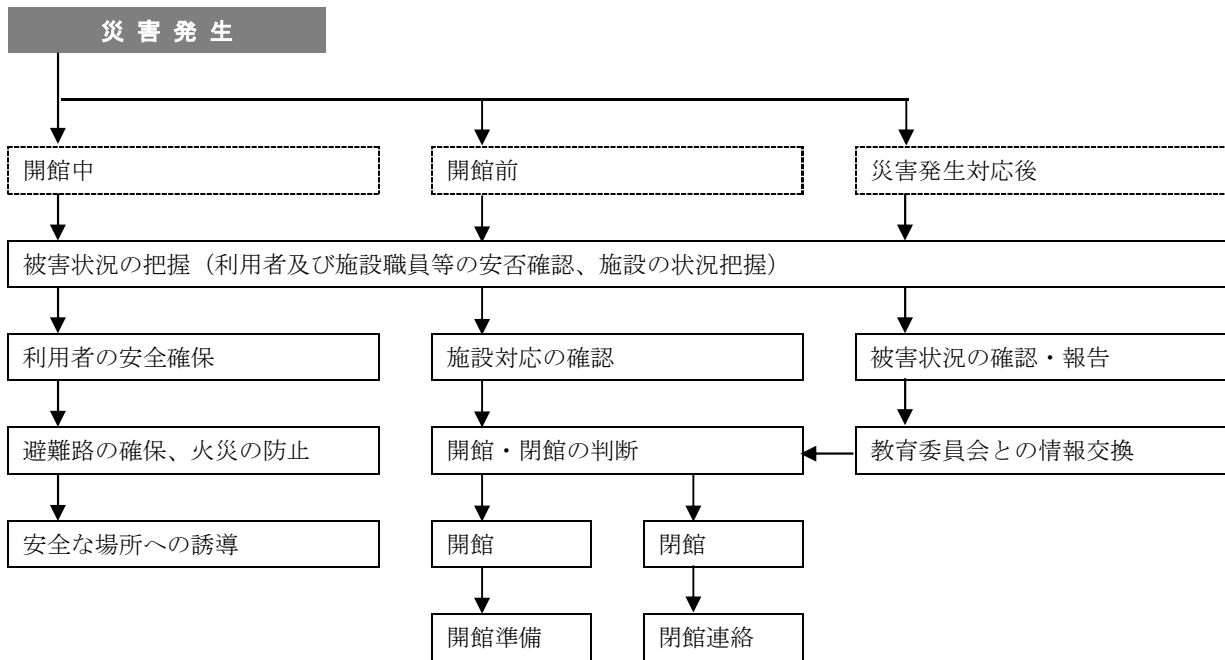 災害発生
開館中
開館前
災害発生対応後
被害状況の把握（利用者及び施設職員等の安否確認、施設の状況把握）
利用者の安全確保
施設対応の確認
被害状況の確認・報告
避難路の確保、火災の防止
開館・閉館の判断
教育委員会との情報交換
安全な場所への誘導
開館
閉館
開館準備
閉館連絡